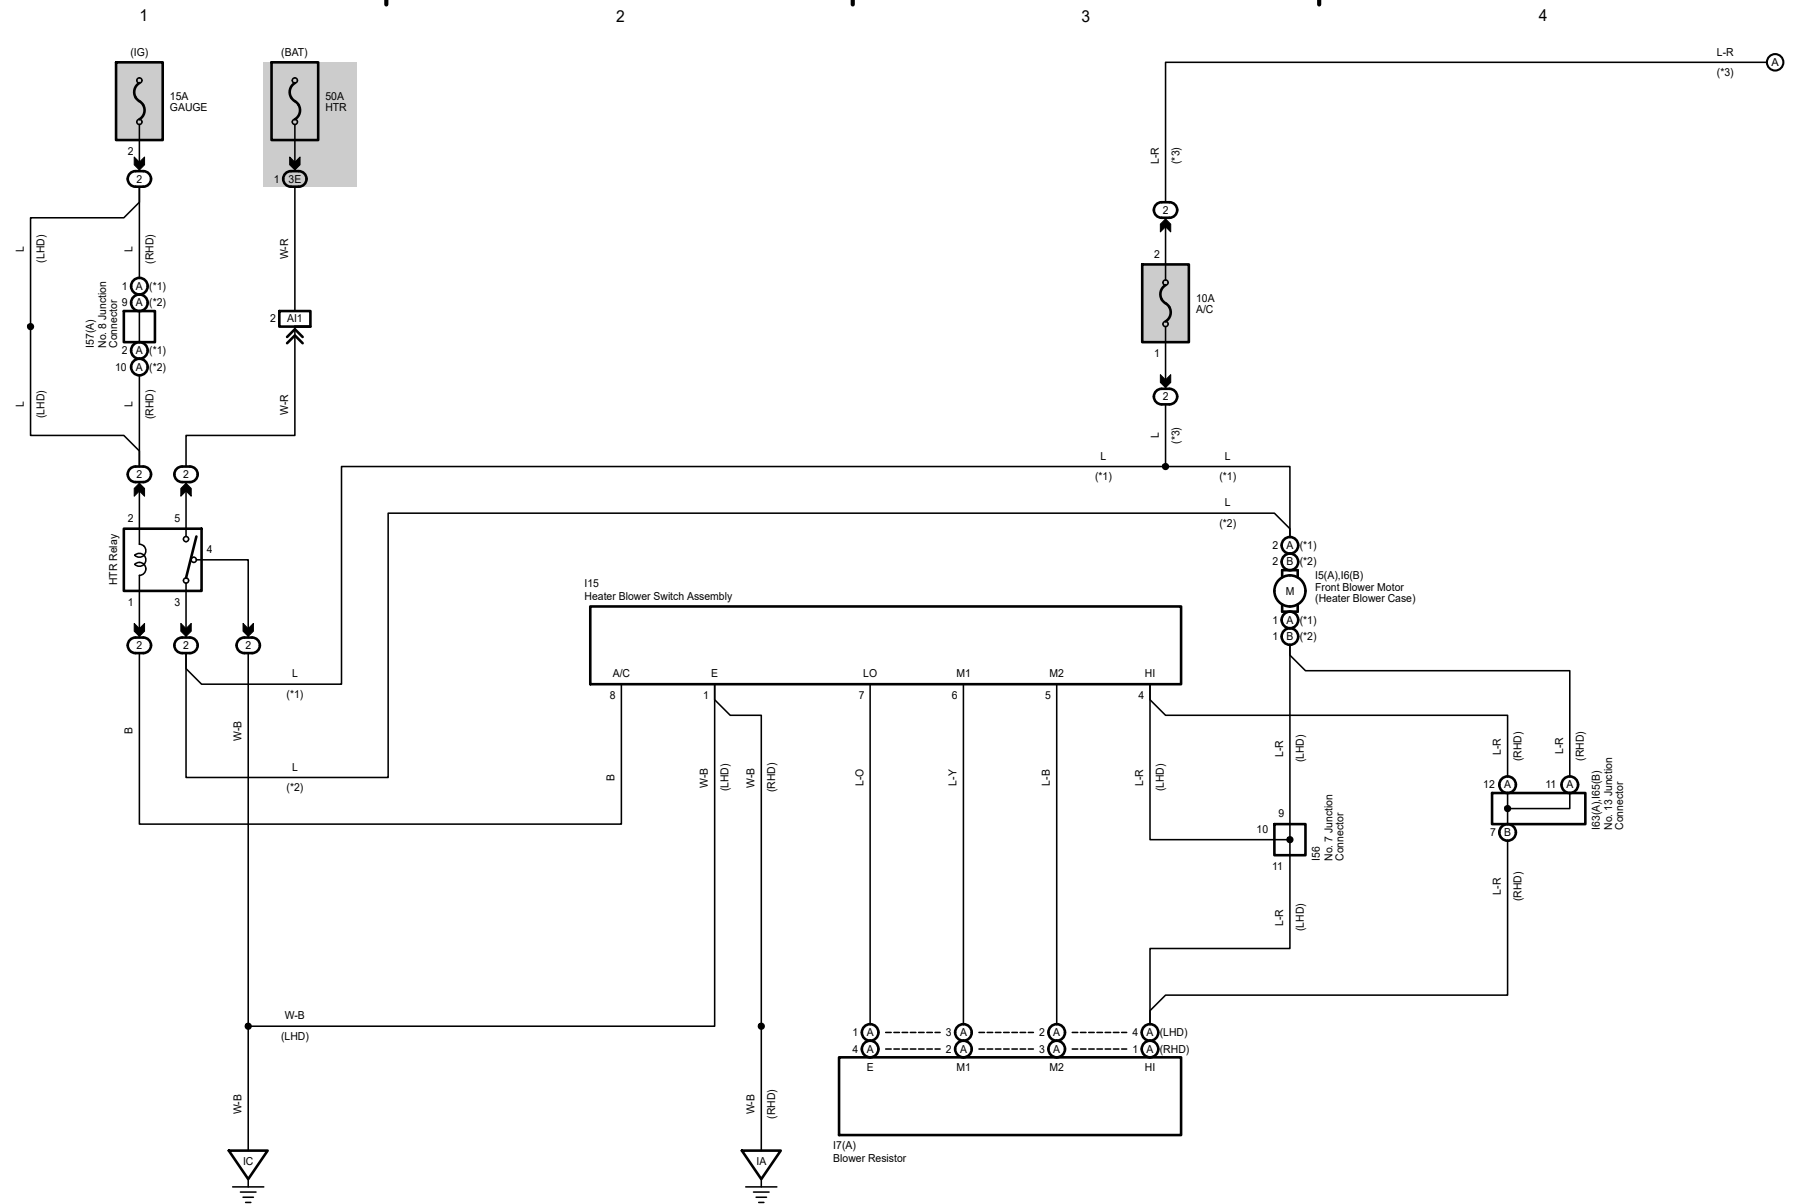 1
2
3
4
(IG)
(BAT)
15A
GAUGE
50A
HTR
2
2
1
3E
L-R
(*3)
A
L-R
(*3)
2
2
10A
A/C
1
2
L
(*3)
L
(LHD)
L
(RHD)
W-R
1 A (*1)
9 A (*2)
I57(A)
No. 8 Junction
Connector
2 A (*1)
10 A (*2)
2 AI1
L
(LHD)
L
(RHD)
W-R
2
2
L
(*1)
L
(*1)
L
(*2)
2
5
4
HTR Relay
1
3
2
2
2
2 A (*1)
2 B (*2)
M
I5(A),I6(B)
Front Blower Motor
(Heater Blower Case)
1 A (*1)
1 B (*2)
I15
Heater Blower Switch Assembly
A/C
E
LO
M1
M2
HI
8
1
7
6
5
4
L
(*1)
B
W-B
L
(*2)
B
W-B
(LHD)
W-B
(RHD)
L-O
L-Y
L-B
L-R
(LHD)
L-R
(LHD)
L-R
(RHD)
L-R
(RHD)
12 A
11 A
I63(A),I65(B)
No. 13 Junction
Connector
7 B
9
10
11
I56
No. 7 Junction
Connector
L-R
(LHD)
L-R
(RHD)
W-B
(LHD)
W-B
W-B
(RHD)
1 A 3 A 2 A 4 A (LHD)
4 A 2 A 3 A 1 A (RHD)
E
M1
M2
HI
I7(A)
Blower Resistor
IC
IA